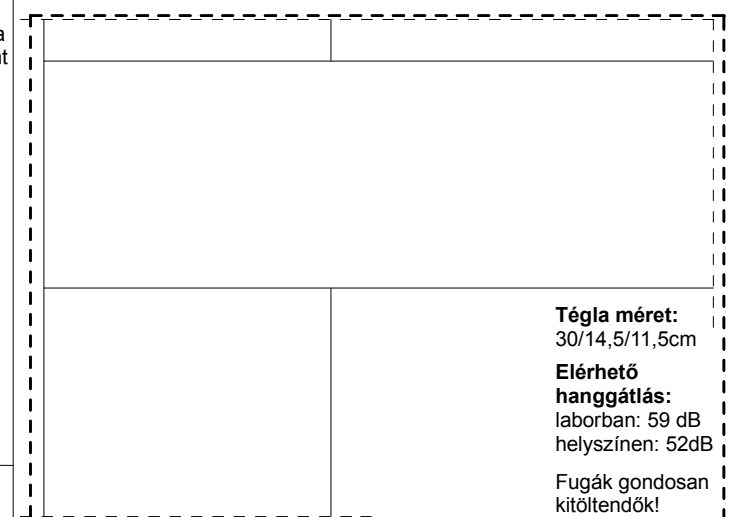 a
Tégla méret:
30/14,5/11,5cm
Elérhető
hanggátlás:
laborban: 59 dB
helyszínen: 52dB
Fugák gondosan
kitöltendők!